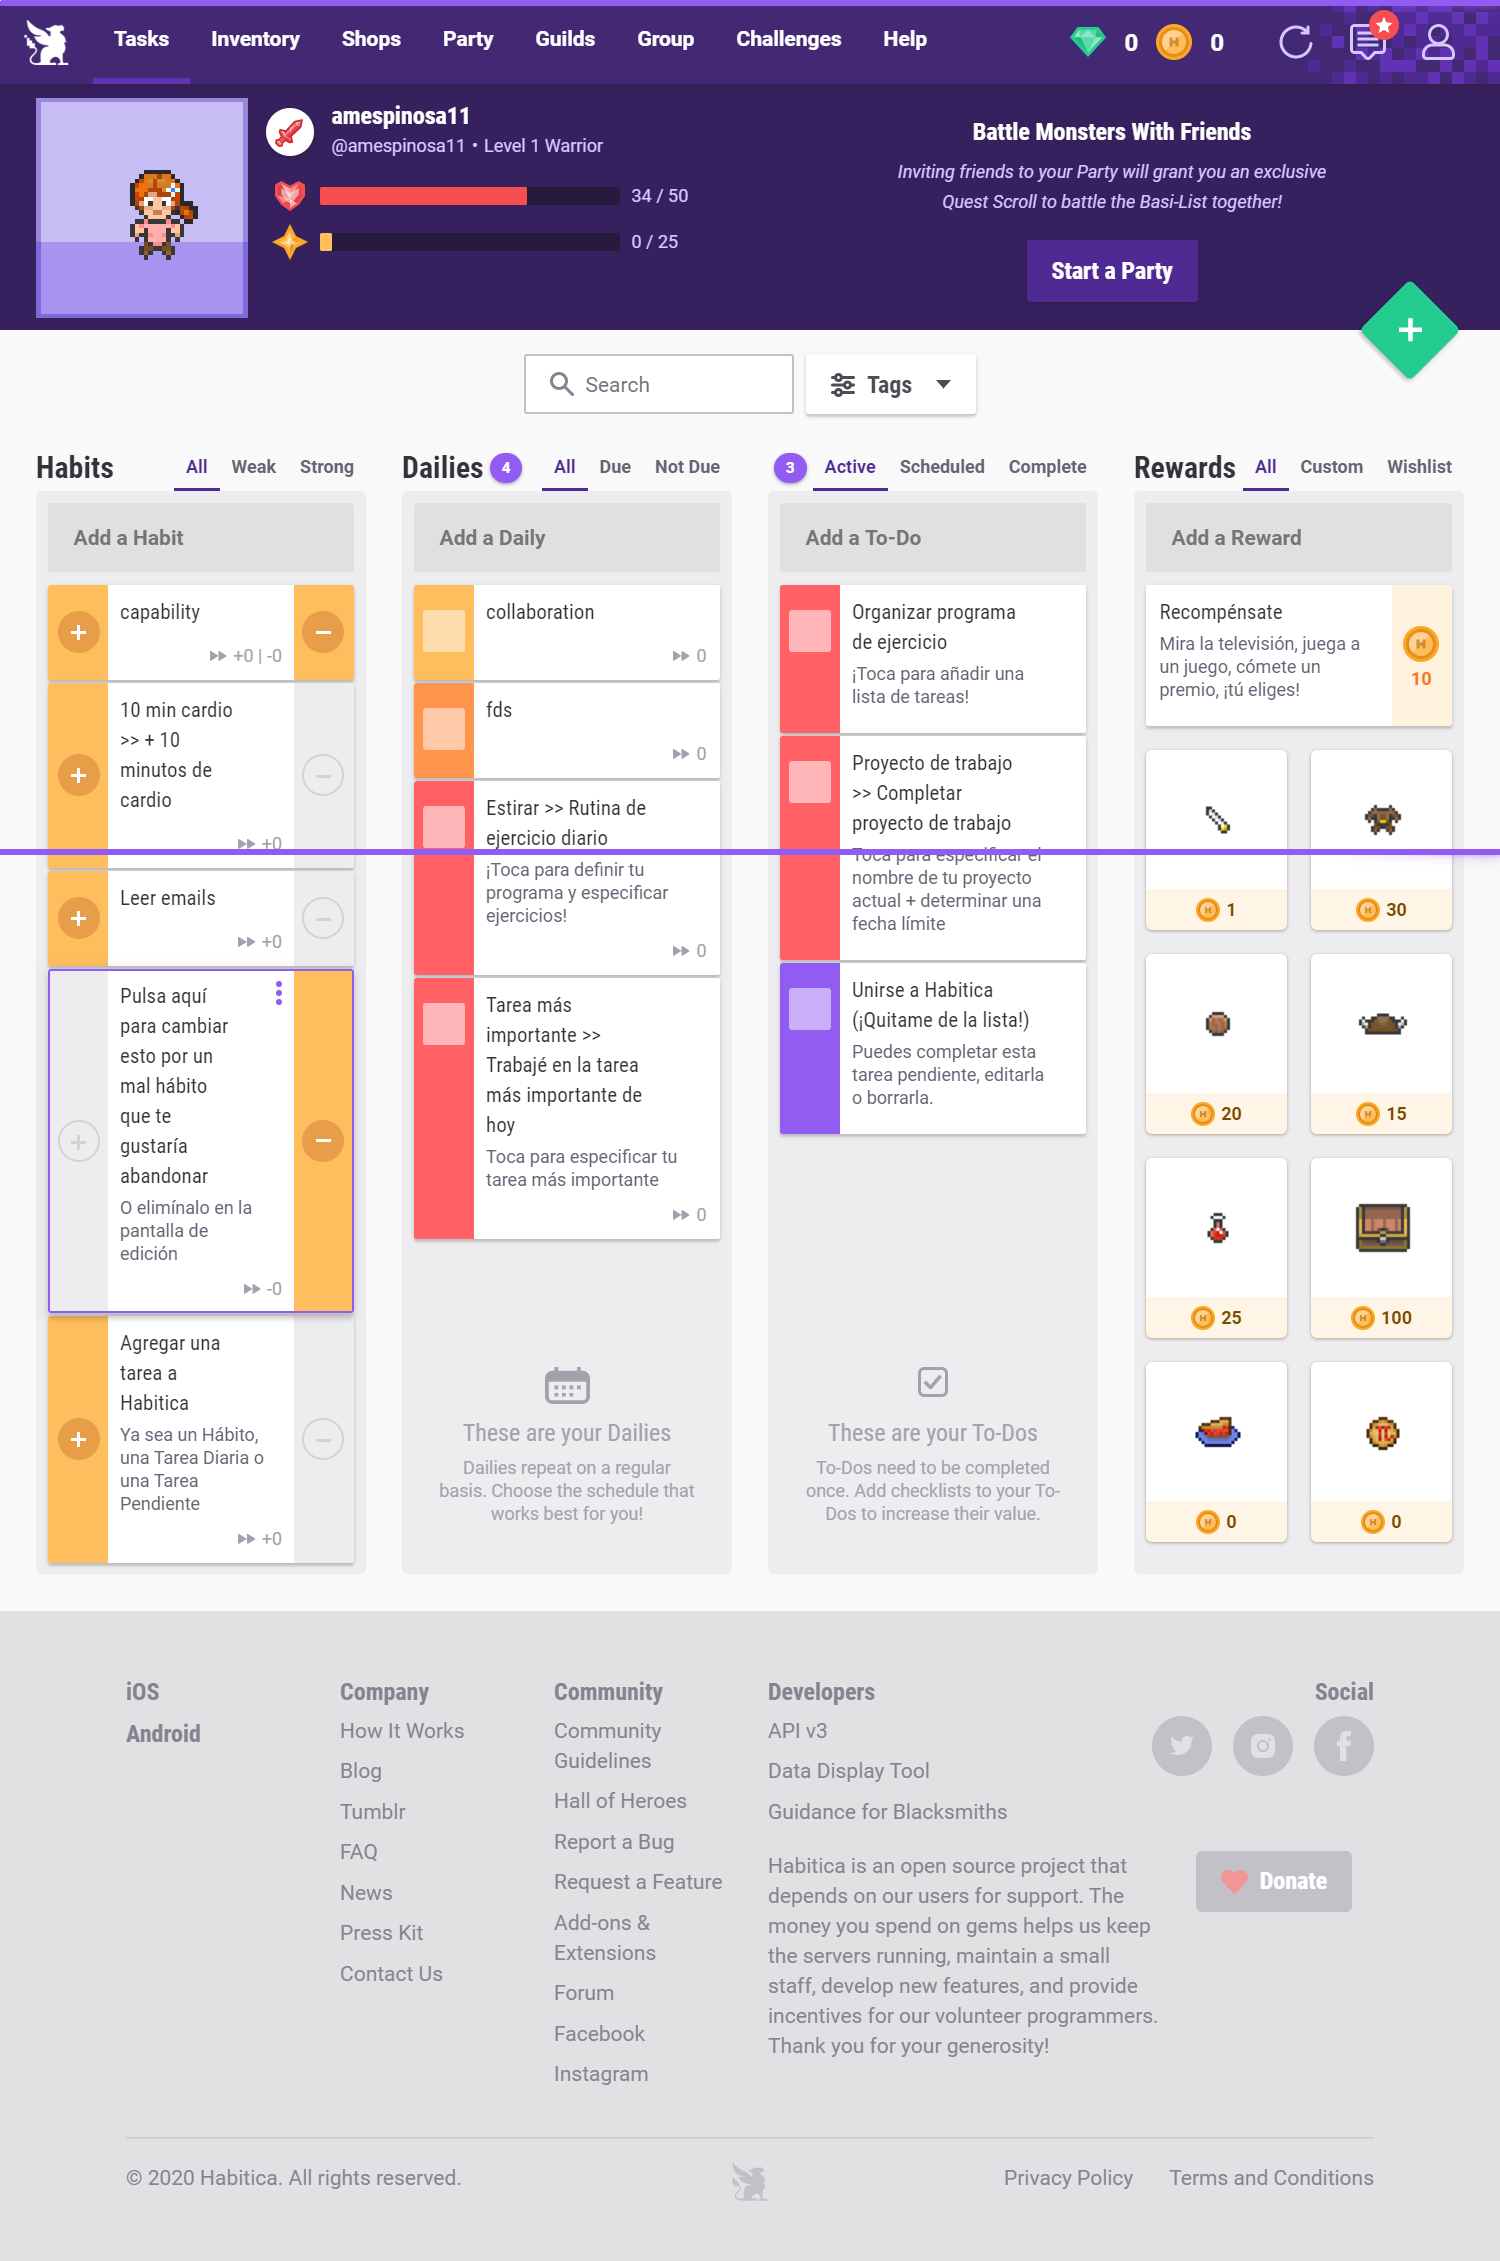 Tasks Inventory Shops Party Guilds Group Challenges Help 0 0
amespinosa11
@amespinosa11 • Level 1 Warrior
34 / 50
0 / 25
Battle Monsters With Friends
Inviting friends to your Party will grant you an exclusive
Quest Scroll to battle the Basi-List together!
Start a Party
+
Search
Tags
Habits
All Weak Strong
Add a Habit
capability
+0 | -0
10 min cardio
>> + 10
minutos de
cardio
+0
Leer emails
+0
Pulsa aquí
para cambiar
esto por un
mal hábito
que te
gustaría
abandonar
O elimínalo en la
pantalla de
edición
-0
Agregar una
tarea a
Habitica
Ya sea un Hábito,
una Tarea Diaria o
una Tarea
Pendiente
+0
Dailies 4
All Due Not Due
Add a Daily
collaboration
0
fds
0
Estirar >> Rutina de
ejercicio diario
¡Toca para definir tu
programa y especificar
ejercicios!
0
Tarea más
importante >>
Trabajé en la tarea
más importante de
hoy
Toca para especificar tu
tarea más importante
0
These are your Dailies
Dailies repeat on a regular
basis. Choose the schedule that
works best for you!
3
Active Scheduled Complete
Add a To-Do
Organizar programa
de ejercicio
¡Toca para añadir una
lista de tareas!
Proyecto de trabajo
>> Completar
proyecto de trabajo
Toca para especificar el
nombre de tu proyecto
actual + determinar una
fecha límite
Unirse a Habitica
(¡Quitame de la lista!)
Puedes completar esta
tarea pendiente, editarla
o borrarla.
These are your To-Dos
To-Dos need to be completed
once. Add checklists to your To-
Dos to increase their value.
Rewards
All Custom Wishlist
Add a Reward
Recompénsate
Mira la televisión, juega a
un juego, cómete un
premio, ¡tú eliges!
10
1 30
20 15
25 100
0 0
iOS
Android
Company
How It Works
Blog
Tumblr
FAQ
News
Press Kit
Contact Us
Community
Community
Guidelines
Hall of Heroes
Report a Bug
Request a Feature
Add-ons &
Extensions
Forum
Facebook
Instagram
Developers
API v3
Data Display Tool
Guidance for Blacksmiths
Habitica is an open source project that
depends on our users for support. The
money you spend on gems helps us keep
the servers running, maintain a small
staff, develop new features, and provide
incentives for our volunteer programmers.
Thank you for your generosity!
Social
Donate
© 2020 Habitica. All rights reserved.
Privacy Policy Terms and Conditions